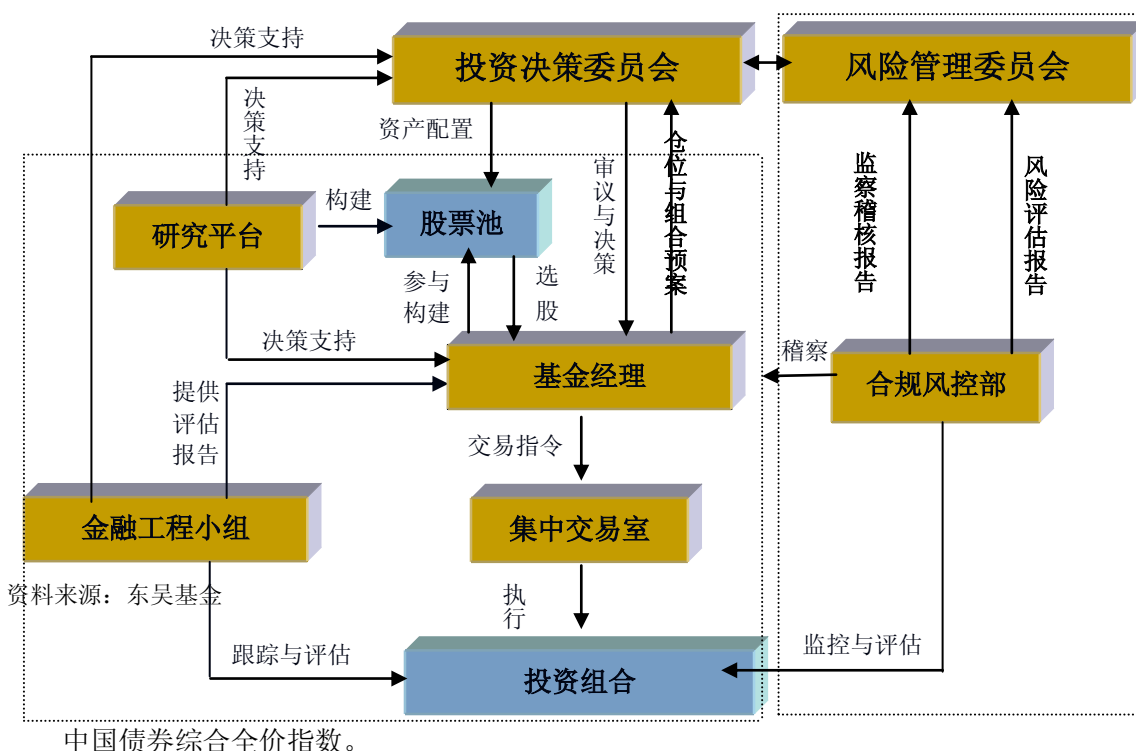 决策支持
投资决策委员会
风险管理委员会
决策支持
资产配置
审议与决策
仓位与组合预案
监察稽核报告
风险评估报告
研究平台
构建
股票池
参与
构建
选股
决策支持
基金经理
稽察
合规风控部
提供
评估
报告
交易指令
金融工程小组
集中交易室
资料来源：东吴基金
执行
跟踪与评估
投资组合
监控与评估
中国债券综合全价指数。